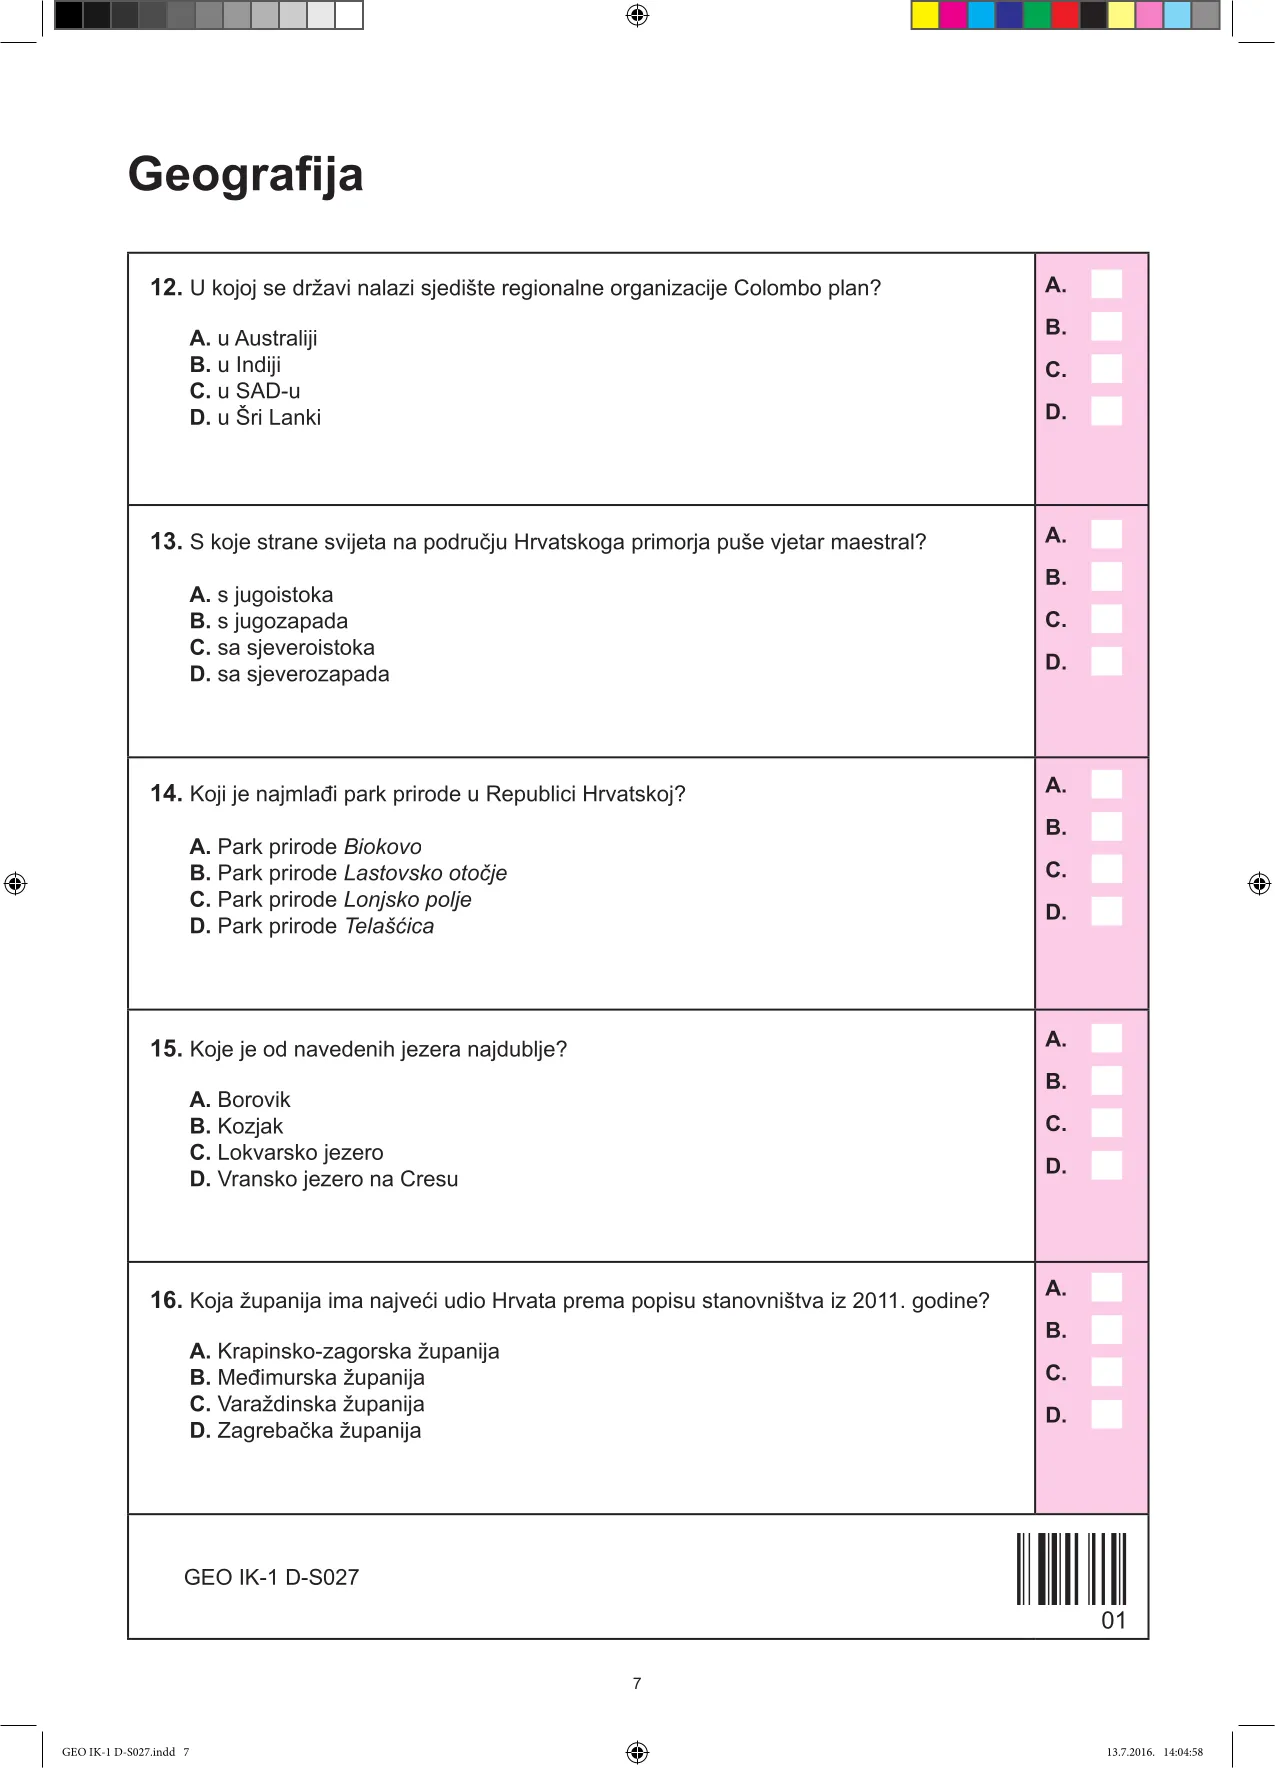 Geografija
12. U kojoj se državi nalazi sjedište regionalne organizacije Colombo plan?
A. u Australiji
B. u Indiji
C. u SAD-u
D. u Šri Lanki
A.
B.
C.
D.
13. S koje strane svijeta na području Hrvatskoga primorja puše vjetar maestral?
A. s jugoistoka
B. s jugozapada
C. sa sjeveroistoka
D. sa sjeverozapada
A.
B.
C.
D.
14. Koji je najmlađi park prirode u Republici Hrvatskoj?
A. Park prirode Biokovo
B. Park prirode Lastovsko otočje
C. Park prirode Lonjsko polje
D. Park prirode Telašćica
A.
B.
C.
D.
15. Koje je od navedenih jezera najdublje?
A. Borovik
B. Kozjak
C. Lokvarsko jezero
D. Vransko jezero na Cresu
A.
B.
C.
D.
16. Koja županija ima najveći udio Hrvata prema popisu stanovništva iz 2011. godine?
A. Krapinsko-zagorska županija
B. Međimurska županija
C. Varaždinska županija
D. Zagrebačka županija
A.
B.
C.
D.
GEO IK-1 D-S027
01
7
GEO IK-1 D-S027.indd 7
13.7.2016. 14:04:58